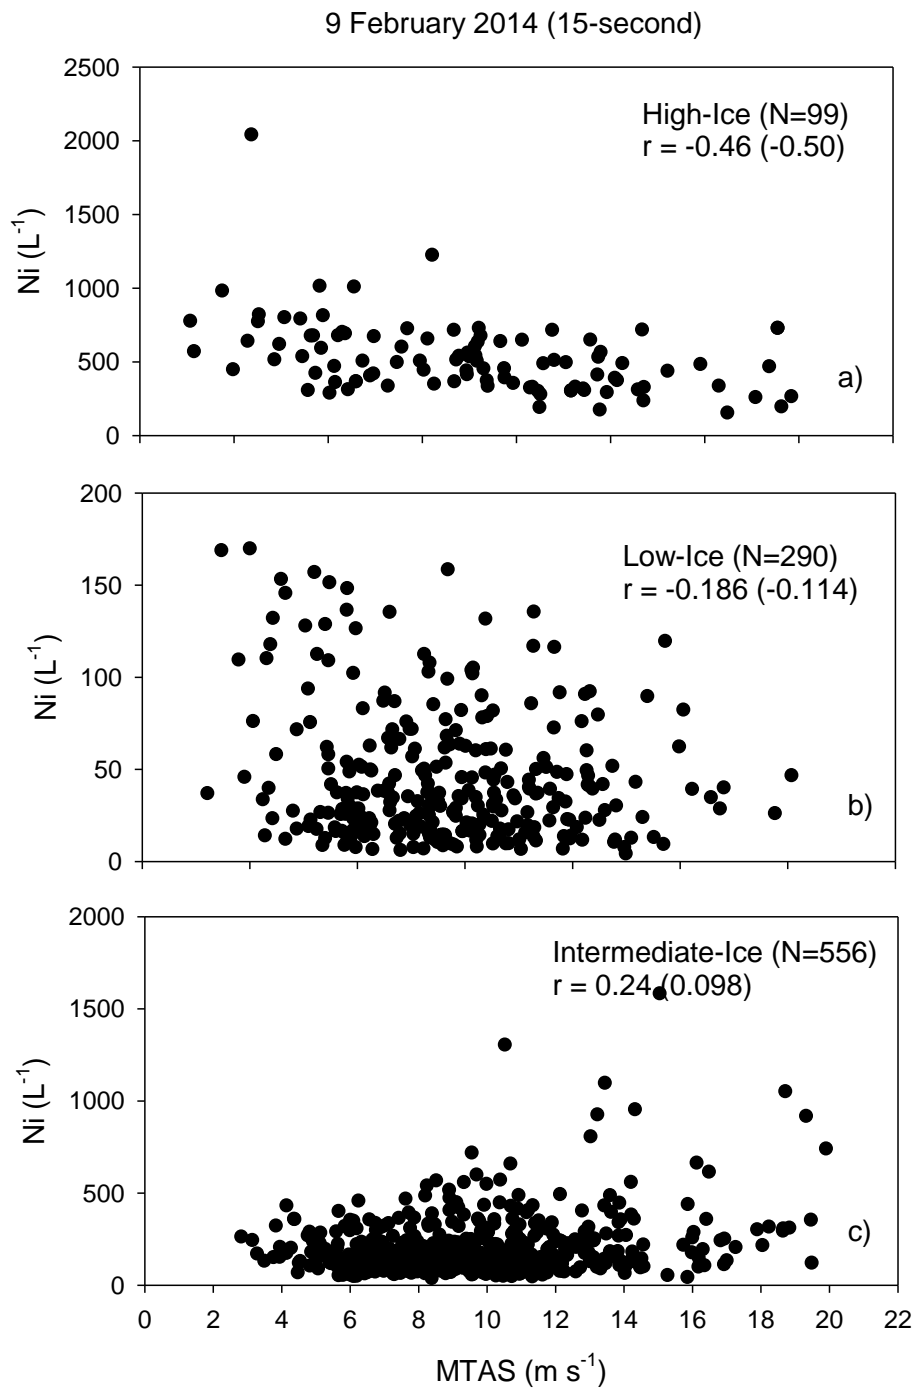 9 February 2014 (15-second)
2500
2000
1500
1000
500
0
Ni (L⁻¹)
High-Ice (N=99)
r = -0.46 (-0.50)
a)
200
150
100
50
0
Ni (L⁻¹)
Low-Ice (N=290)
r = -0.186 (-0.114)
b)
2000
1500
1000
500
0
Ni (L⁻¹)
Intermediate-Ice (N=556)
r = 0.24 (0.098)
c)
0 2 4 6 8 10 12 14 16 18 20 22
MTAS (m s⁻¹)